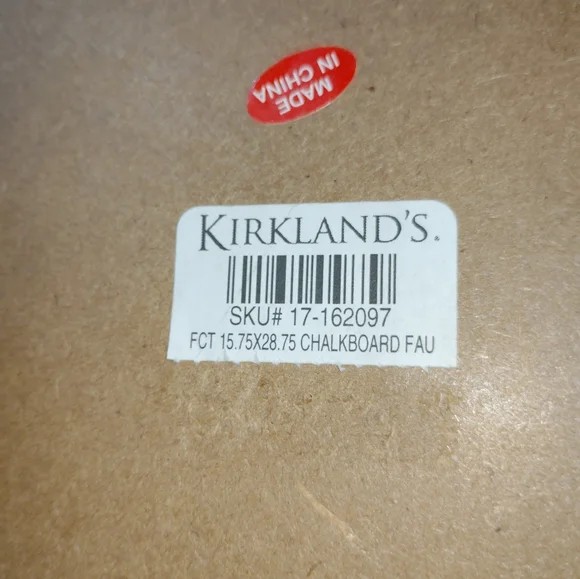 MADE
IN CHINA
KIRKLAND'S.
SKU# 17-162097
FCT 15.75X28.75 CHALKBOARD FAU